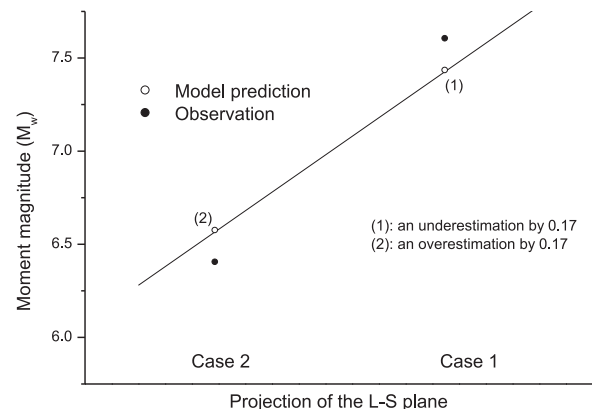 7.5
7.0
6.5
6.0
Moment magnitude (Mw)
Model prediction
Observation
(1)
(2)
(1): an underestimation by 0.17
(2): an overestimation by 0.17
Case 2
Case 1
Projection of the L-S plane